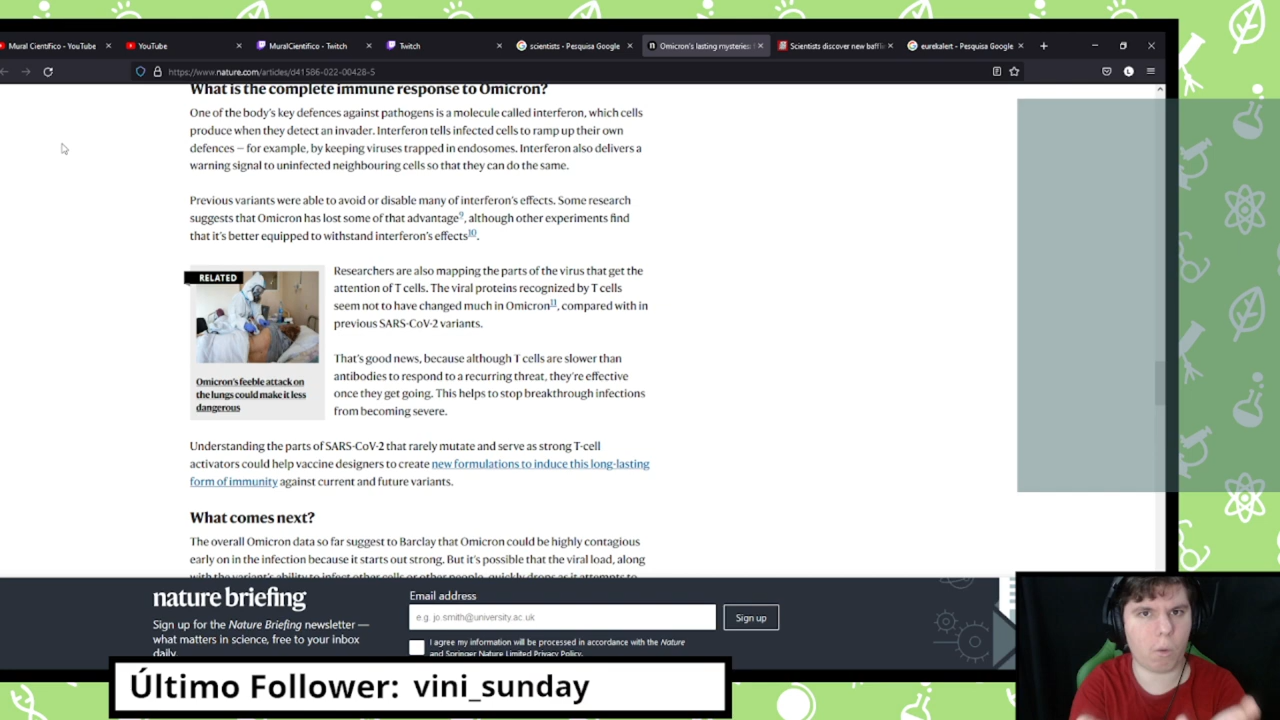 Mural Científico - YouTube
YouTube
MuralCientifico - Twitch
Twitch
scientists - Pesquisa Google
Omicron's lasting mysteries:
Scientists discover new baffl
eurekalert - Pesquisa Google
https://www.nature.com/articles/d41586-022-00428-5
What is the complete immune response to Omicron?
One of the body's key defences against pathogens is a molecule called interferon, which cells
produce when they detect an invader. Interferon tells infected cells to ramp up their own
defences — for example, by keeping viruses trapped in endosomes. Interferon also delivers a
warning signal to uninfected neighbouring cells so that they can do the same.
Previous variants were able to avoid or disable many of interferon's effects. Some research
suggests that Omicron has lost some of that advantage9, although other experiments find
that it's better equipped to withstand interferon's effects10.
RELATED
Omicron's feeble attack on
the lungs could make it less
dangerous
Researchers are also mapping the parts of the virus that get the
attention of T cells. The viral proteins recognized by T cells
seem not to have changed much in Omicron11, compared with in
previous SARS-CoV-2 variants.
That's good news, because although T cells are slower than
antibodies to respond to a recurring threat, they're effective
once they get going. This helps to stop breakthrough infections
from becoming severe.
Understanding the parts of SARS-CoV-2 that rarely mutate and serve as strong T-cell
activators could help vaccine designers to create new formulations to induce this long-lasting
form of immunity against current and future variants.
What comes next?
The overall Omicron data so far suggest to Barclay that Omicron could be highly contagious
early on in the infection because it starts out strong. But it's possible that the viral load, along
with the variant's ability to infect other cells or other people, quickly drops as it attempts to
nature briefing
Sign up for the Nature Briefing newsletter —
what matters in science, free to your inbox
daily.
Email address
e.g. jo.smith@university.ac.uk
Sign up
I agree my information will be processed in accordance with the Nature
and Springer Nature Limited Privacy Policy.
Último Follower: vini_sunday